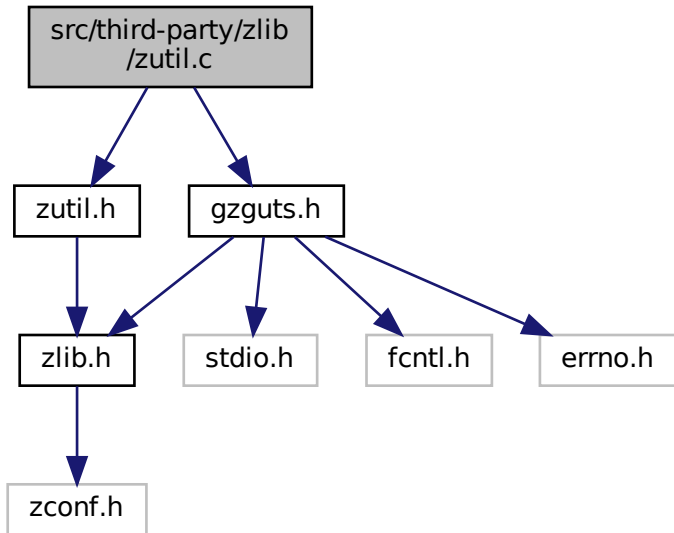 src/third-party/zlib
/zutil.c
zutil.h
gzguts.h
zlib.h
stdio.h
fcntl.h
errno.h
zconf.h